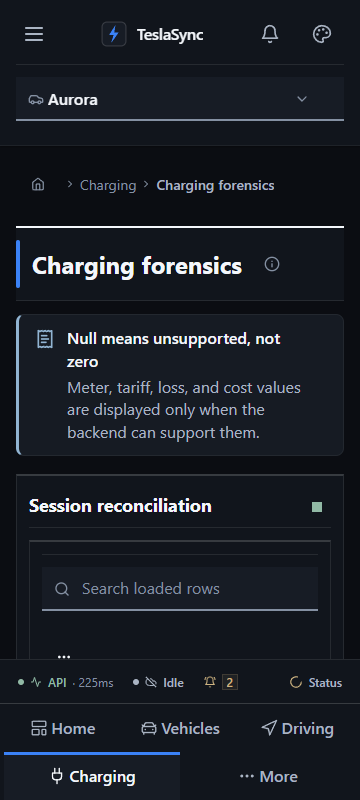 TeslaSync
Aurora
Charging
Charging forensics
Charging forensics
Null means unsupported, not
zero
Meter, tariff, loss, and cost values
are displayed only when the
backend can support them.
Session reconciliation
Search loaded rows
...
API · 225ms
Idle
2
Status
Home
Vehicles
Driving
Charging
More